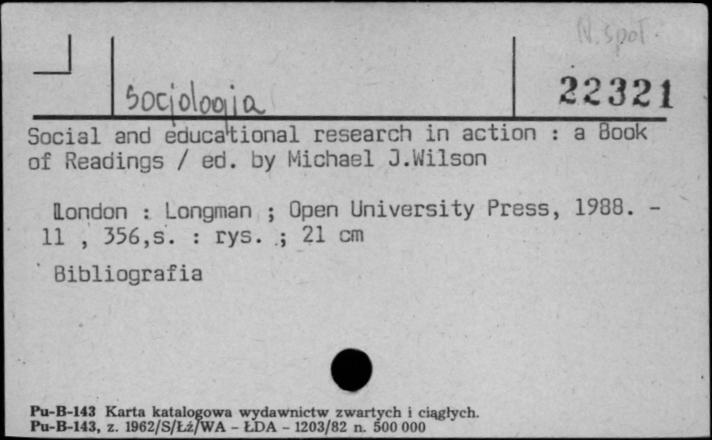 N. społ.
Socjologia
22321
Social and educational research in action : a Book
of Readings / ed. by Michael J.Wilson
London : Longman ; Open University Press, 1988. -
11 , 356,s. : rys. ; 21 cm
Bibliografia
Pu-B-143 Karta katalogowa wydawnictw zwartych i ciągłych.
Pu-B-143, z. 1962/S/Łź/WA - ŁDA - 1203/82 n. 500 000